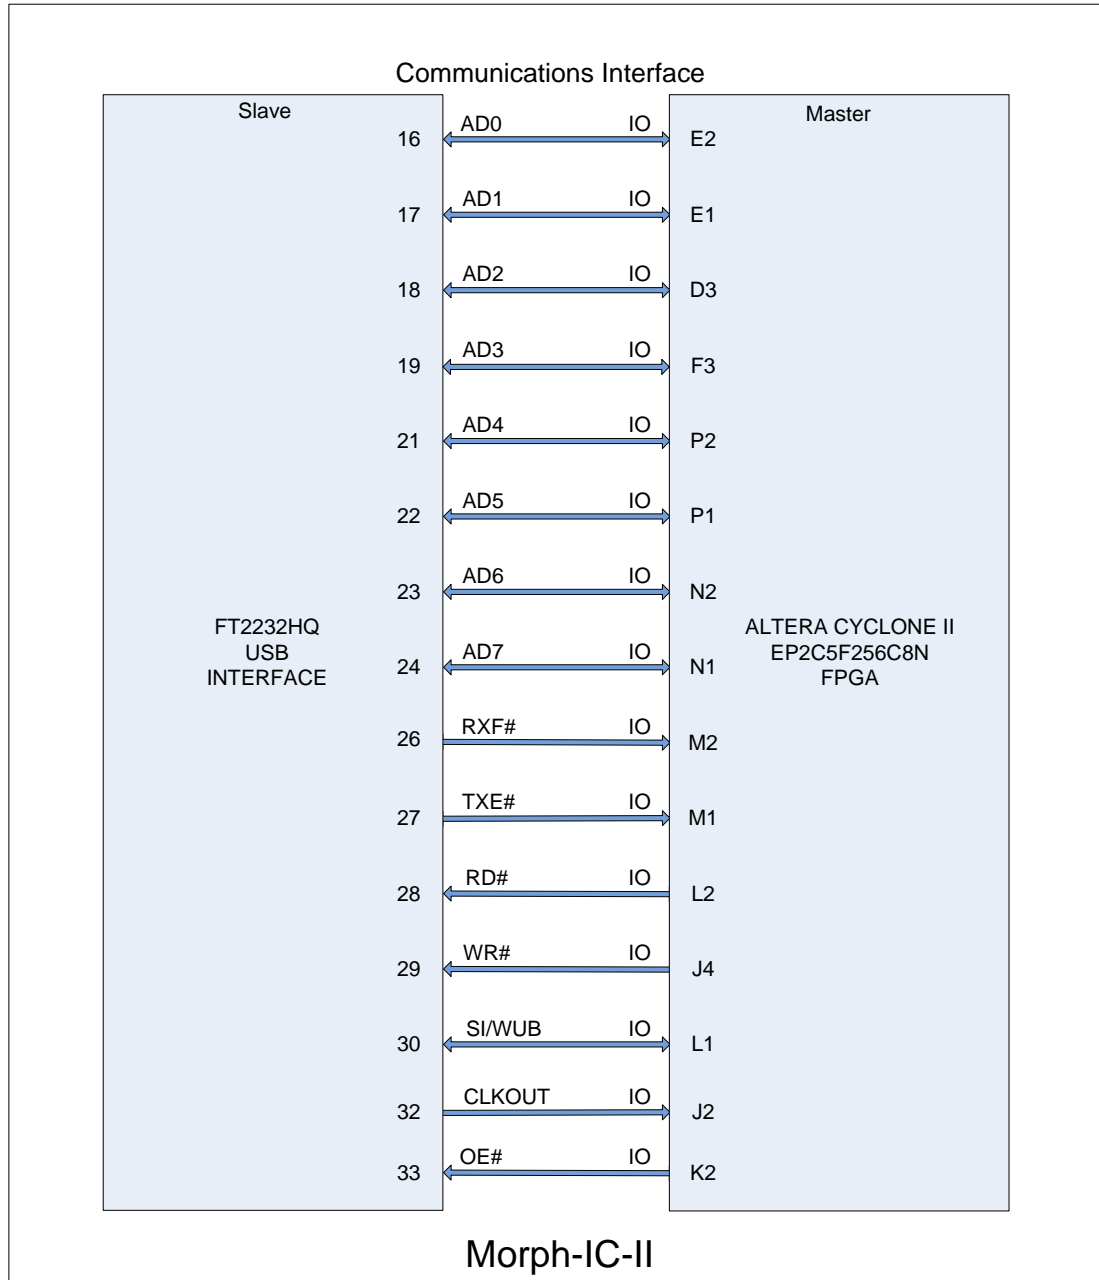 Communications Interface
Slave
Master
16 AD0 IO E2
17 AD1 IO E1
18 AD2 IO D3
19 AD3 IO F3
21 AD4 IO P2
22 AD5 IO P1
23 AD6 IO N2
FT2232HQ
USB
INTERFACE
ALTERA CYCLONE II
EP2C5F256C8N
FPGA
24 AD7 IO N1
26 RXF# IO M2
27 TXE# IO M1
28 RD# IO L2
29 WR# IO J4
30 SI/WUB IO L1
32 CLKOUT IO J2
33 OE# IO K2
Morph-IC-II